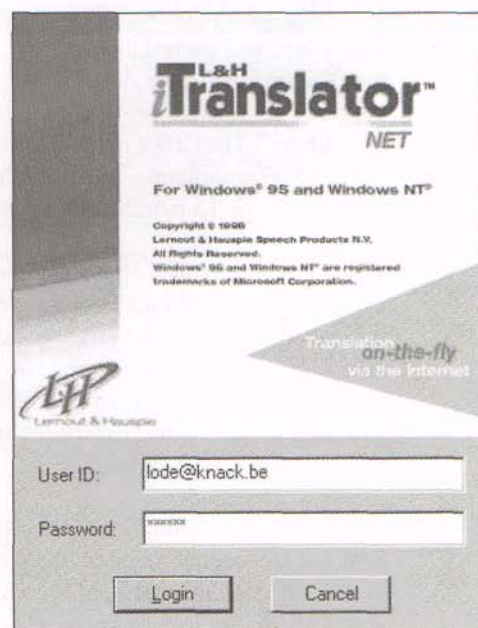 L&H
iTranslator™
NET
For Windows® 95 and Windows NT®
Copyright © 1998
Lernout & Hauspie Speech Products N.V.
All Rights Reserved.
Windows® 95 and Windows NT® are registered
trademarks of Microsoft Corporation.
Translation
on-the-fly
via the Internet
LH
Lernout & Hauspie
User ID: lode@knack.be
Password: xxxxxx
Login Cancel